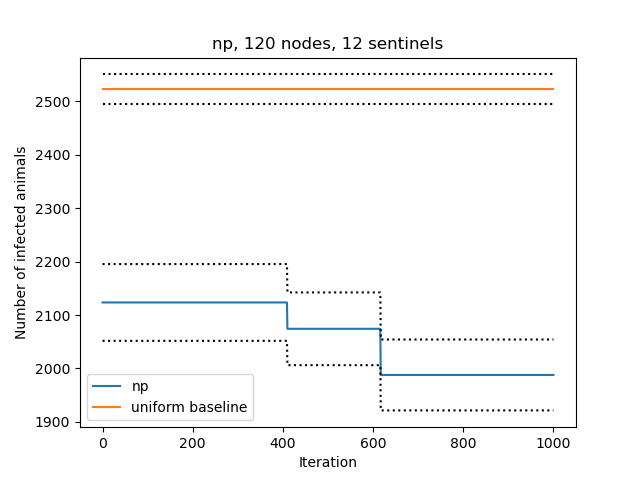 np, 120 nodes, 12 sentinels
Number of infected animals
2500
2400
2300
2200
2100
2000
1900
np
uniform baseline
0 200 400 600 800 1000
Iteration